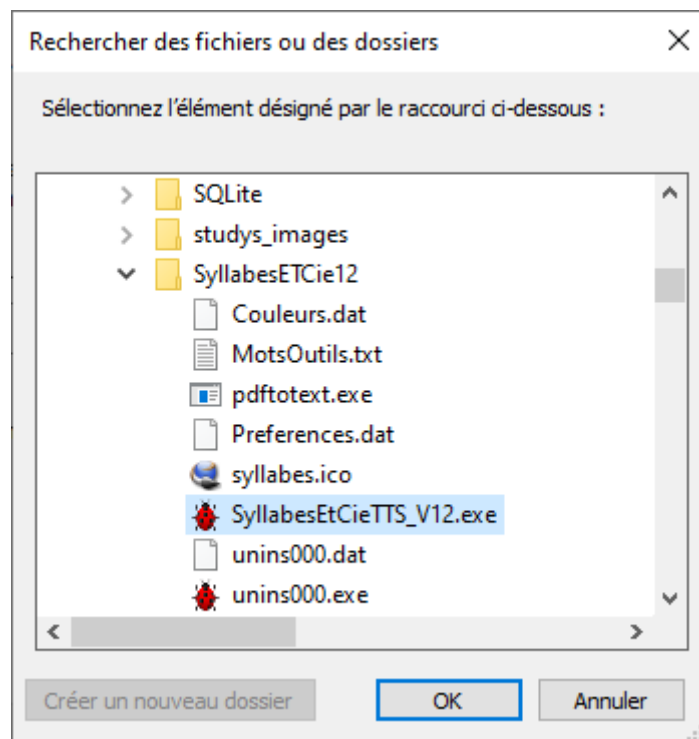 Rechercher des fichiers ou des dossiers
Sélectionnez l'élément désigné par le raccourci ci-dessous :
SQLite
studys_images
SyllabesETCie12
Couleurs.dat
MotsOutils.txt
pdftotext.exe
Preferences.dat
syllabes.ico
SyllabesEtCieTTS_V12.exe
unins000.dat
unins000.exe
Créer un nouveau dossier OK Annuler